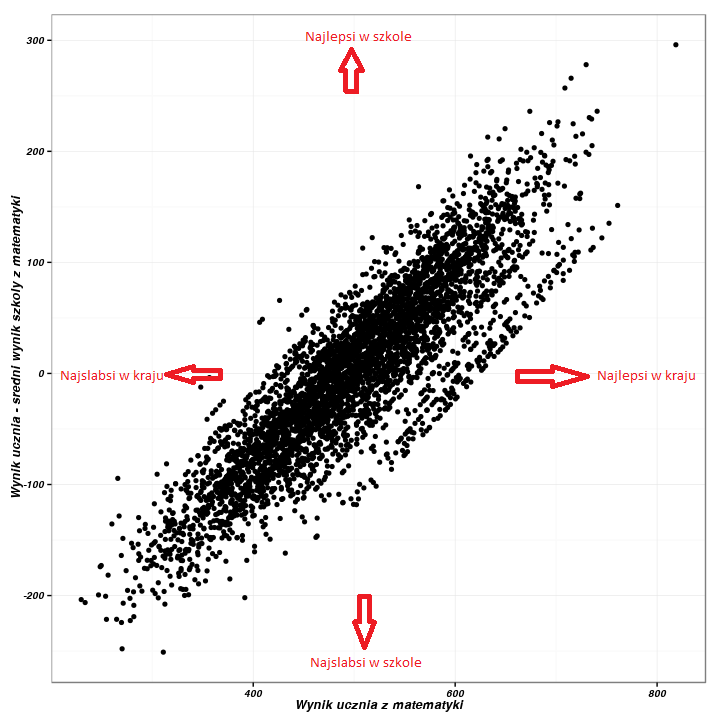 Najlepsi w szkole
300
200
100
0
-100
-200
Wynik ucznia - sredni wynik szkoly z matematyki
Najslabsi w kraju
Najlepsi w kraju
Najslabsi w szkole
400
600
800
Wynik ucznia z matematyki